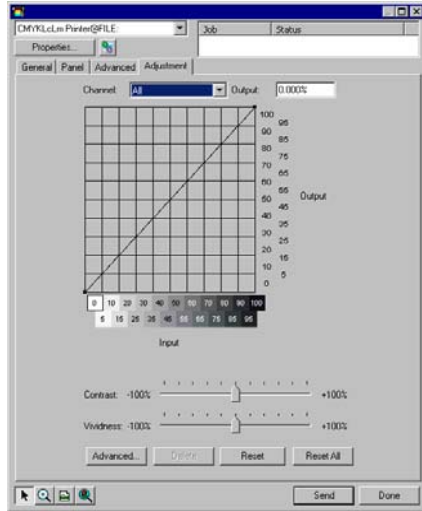 CMYKLcLm Printer@FILE
Job Status
Properties...
General Panel Advanced Adjustment
Channel: All Output: 0.000%
100
95
90
85
80
75
70
65
60
55
50
45
40
35
30
25
20
15
10
5
0
Output
0 10 20 30 40 50 60 70 80 90 100
5 15 25 35 45 55 65 75 85 95
Input
Contrast: -100% +100%
Vividness: -100% +100%
Advanced... Delete Reset Reset All
Send Done